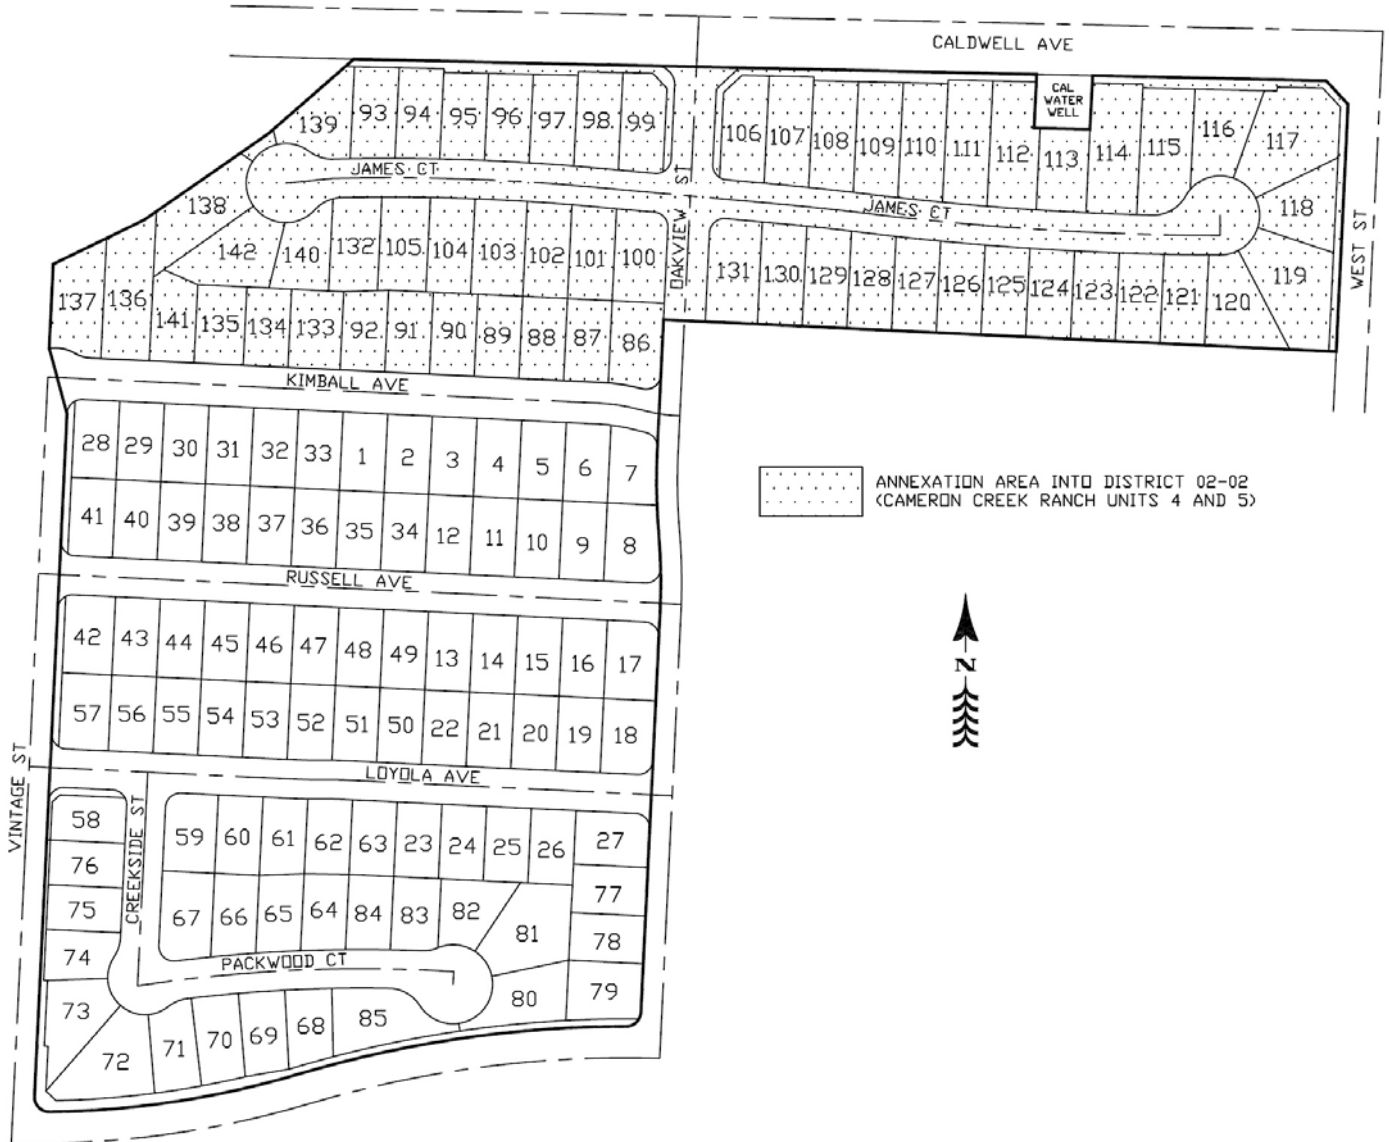 CALDWELL AVE
CAL
WATER
WELL
139 93 94 95 96 97 98 99
106 107 108 109 110 111 112 113 114 115 116 117
JAMES CT
JAMES CT
OAKVIEW ST
WEST ST
138
118
142 140 132 105 104 103 102 101 100
131 130 129 128 127 126 125 124 123 122 121 120 119
137 136 141 135 134 133 92 91 90 89 88 87 86
KIMBALL AVE
28 29 30 31 32 33 1 2 3 4 5 6 7
ANNEXATION AREA INTO DISTRICT 02-02
(CAMERON CREEK RANCH UNITS 4 AND 5)
41 40 39 38 37 36 35 34 12 11 10 9 8
RUSSELL AVE
42 43 44 45 46 47 48 49 13 14 15 16 17
N
57 56 55 54 53 52 51 50 22 21 20 19 18
LOYOLA AVE
VINTAGE ST
CREEKSIDE ST
58 59 60 61 62 63 23 24 25 26 27
76 77
75 67 66 65 64 84 83 82 81 78
74
PACKWOOD CT
73 80 79
72 71 70 69 68 85